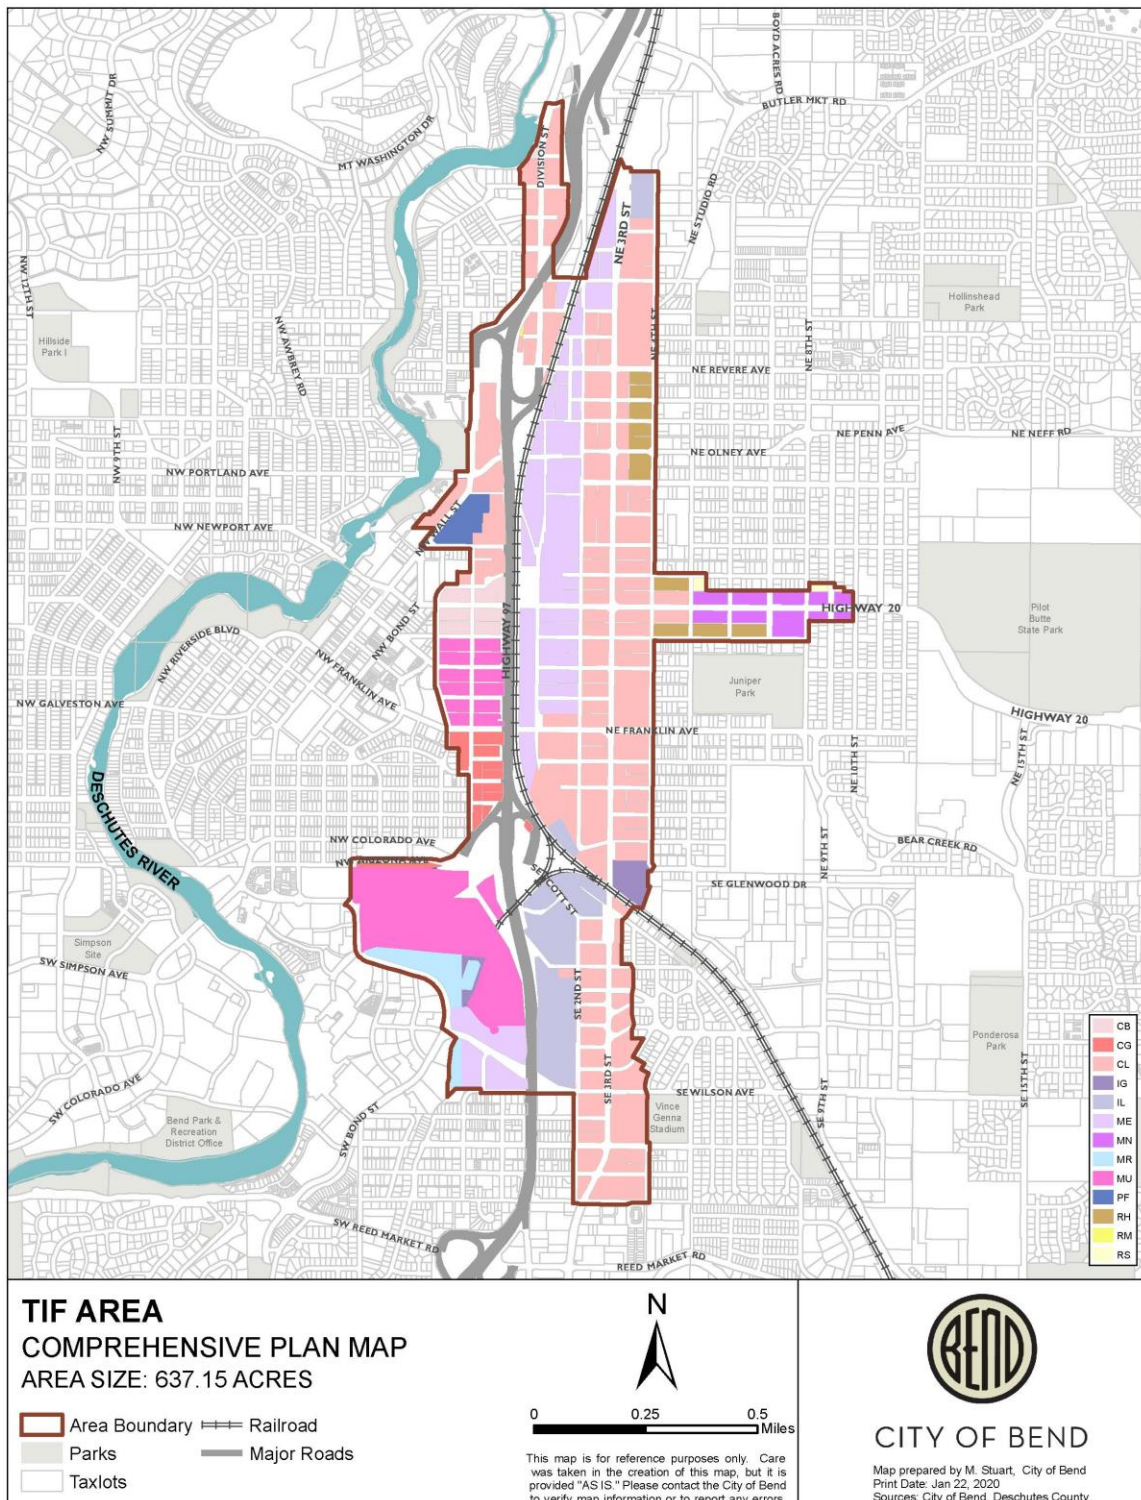 BOYD ACRES RD
BUTLER MKT RD
NW SUMMIT DR
MT WASHINGTON DR
DIVISION ST
NE STUDIO RD
NE 3RD ST
NW 12TH ST
Hollinshead
Park
Hillside
Park I
NW AWBREY RD
NE 4TH ST
NE 8TH ST
NE REVERE AVE
NW 9TH ST
NE PENN AVE
NE NEFF RD
NE OLNEY AVE
NW PORTLAND AVE
NW WALL ST
NW NEWPORT AVE
HIGHWAY 20
Pilot
Butte
State Park
NW BOND ST
HIGHWAY 97
NW RIVERSIDE BLVD
NW FRANKLIN AVE
Juniper
Park
NW GALVESTON AVE
HIGHWAY 20
NE FRANKLIN AVE
NE 10TH ST
NE 15TH ST
DESCHUTES RIVER
NW COLORADO AVE
NW ARIZONA AVE
NE 9TH ST
BEAR CREEK RD
SE SCOTT ST
SE GLENWOOD DR
Simpson
Site
SW SIMPSON AVE
SE 2ND ST
Ponderosa
Park
SE 3RD ST
SW COLORADO AVE
SE WILSON AVE
SE 9TH ST
SE 15TH ST
Bend Park &
Recreation
District Office
SW BOND ST
Vince
Genna
Stadium
SW REED MARKET RD
REED MARKET RD
CB
CG
CL
IG
IL
ME
MN
MR
MU
PF
RH
RM
RS
TIF AREA
COMPREHENSIVE PLAN MAP
AREA SIZE: 637.15 ACRES
Area Boundary
Railroad
Parks
Major Roads
Taxlots
N
0 0.25 0.5
Miles
This map is for reference purposes only. Care
was taken in the creation of this map, but it is
provided "AS IS." Please contact the City of Bend
to verify map information or to report any errors.
BEND
CITY OF BEND
Map prepared by M. Stuart, City of Bend
Print Date: Jan 22, 2020
Sources: City of Bend, Deschutes County